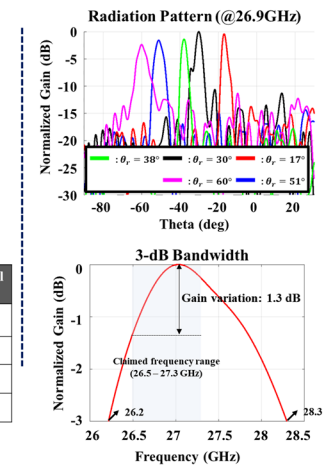 Radiation Pattern (@26.9GHz)
Normalized Gain (dB)
0
-5
-10
-15
-20
-25
-30
: θr = 38° : θr = 30° : θr = 17°
: θr = 60° : θr = 51°
-80 -60 -40 -20 0 20
Theta (deg)
3-dB Bandwidth
Normalized Gain (dB)
0
-1
-2
-3
Gain variation: 1.3 dB
Claimed frequency range
(26.5 – 27.3 GHz)
26.2
28.3
26 26.5 27 27.5 28 28.5
Frequency (GHz)